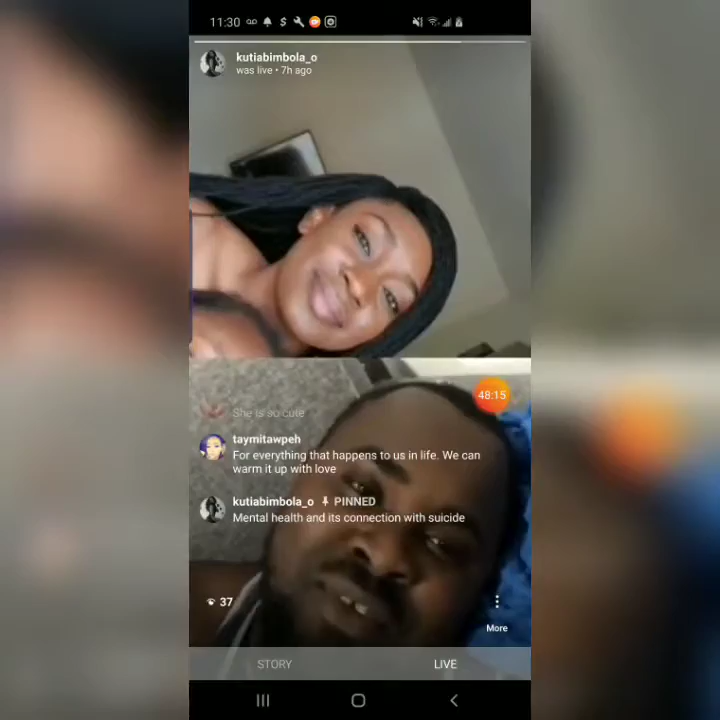 11:30
kutiabimbola_o
was live • 7h ago
48:15
She is so cute
taymitawpeh
For everything that happens to us in life. We can
warm it up with love
kutiabimbola_o PINNED
Mental health and its connection with suicide
37
More
STORY LIVE